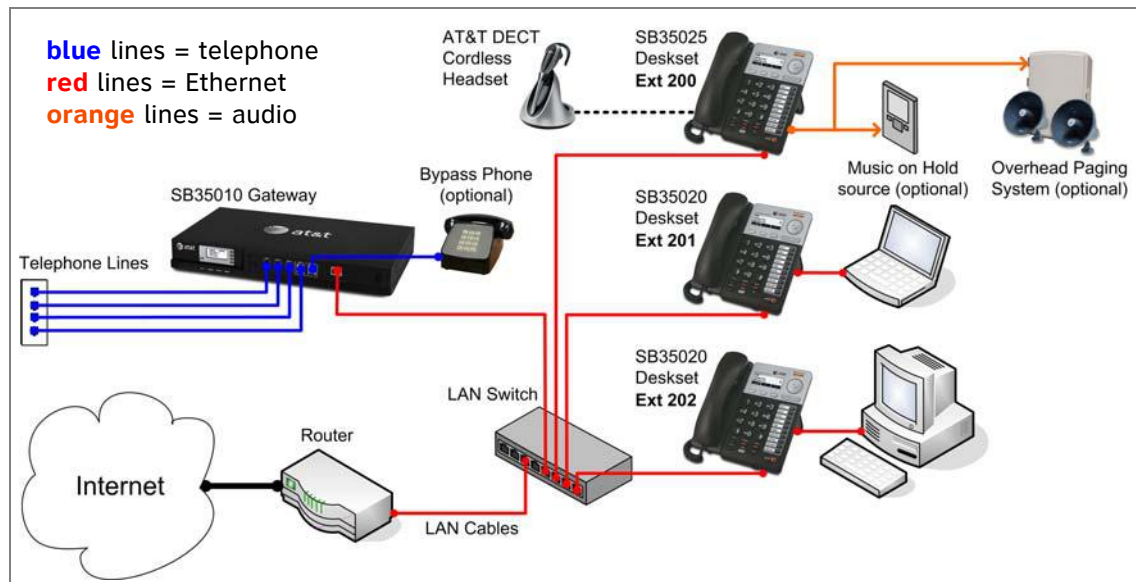 blue lines = telephone
red lines = Ethernet
orange lines = audio
AT&T DECT
Cordless
Headset
SB35025
Deskset
Ext 200
Music on Hold
source (optional)
Overhead Paging
System (optional)
SB35010 Gateway
Bypass Phone
(optional)
at&t
at&t
Telephone Lines
SB35020
Deskset
Ext 201
SB35020
Deskset
Ext 202
LAN Switch
Router
Internet
LAN Cables